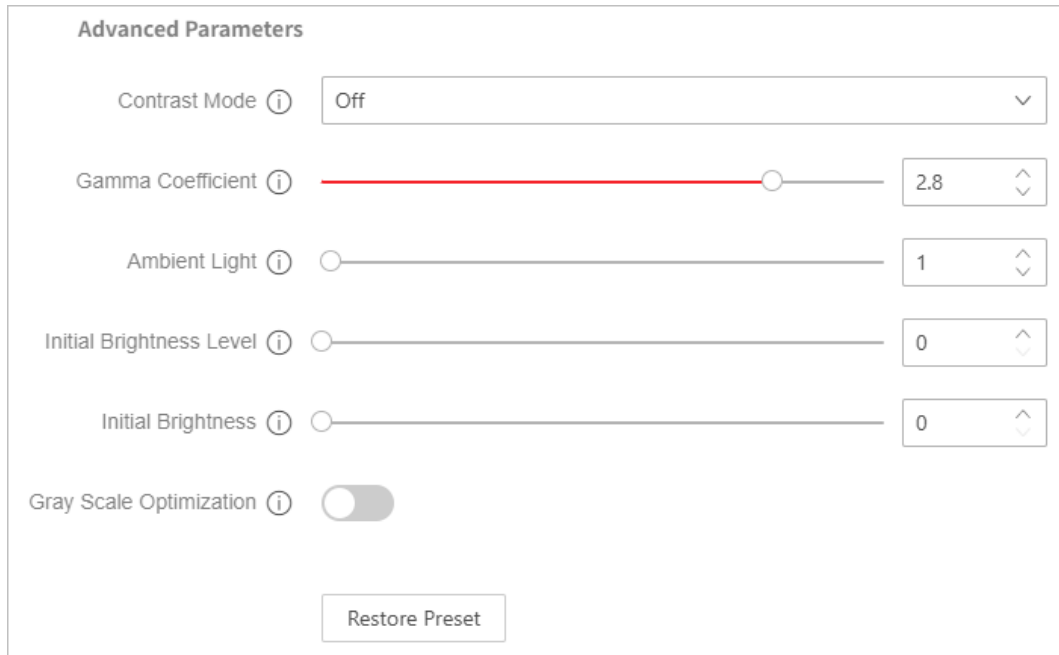 Advanced Parameters
Contrast Mode Off
Gamma Coefficient 2.8
Ambient Light 1
Initial Brightness Level 0
Initial Brightness 0
Gray Scale Optimization
Restore Preset